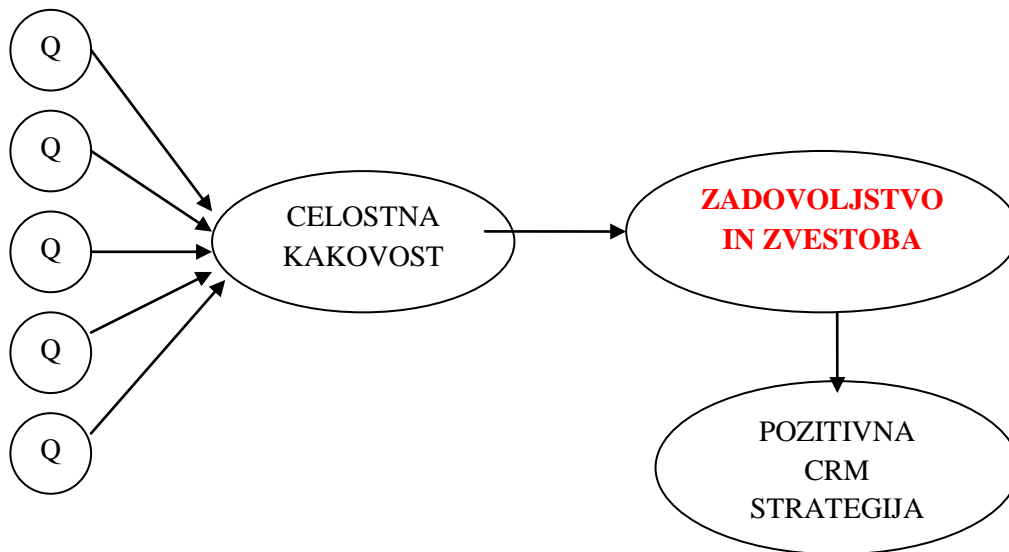 Q
Q
Q
Q
Q
CELOSTNA
KAKOVOST
ZADOVOLJSTVO
IN ZVESTOBA
POZITIVNA
CRM
STRATEGIJA